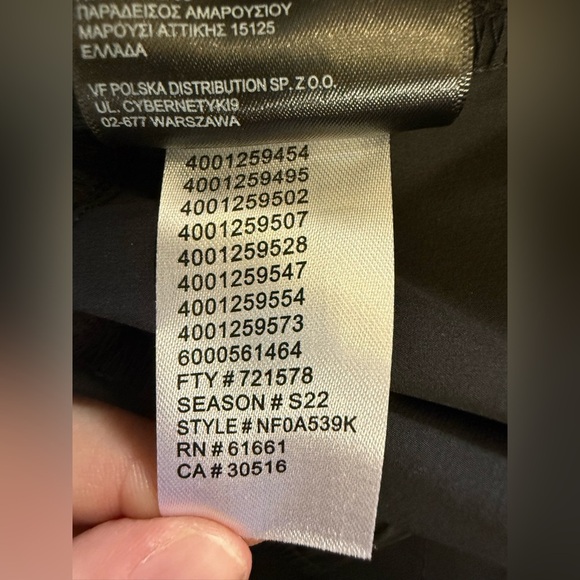 ΠΑΡΑΔΕΙΣΟΣ ΑΜΑΡΟΥΣΙΟΥ
ΜΑΡΟΥΣΙ ΑΤΤΙΚΗΣ 15125
ΕΛΛΑΔΑ
VF POLSKA DISTRIBUTION SP. Z O.O.
UL. CYBERNETYKI9
02-677 WARSZAWA
4001259454
4001259495
4001259502
4001259507
4001259528
4001259547
4001259554
4001259573
6000561464
FTY # 721578
SEASON # S22
STYLE # NF0A539K
RN # 61661
CA # 30516